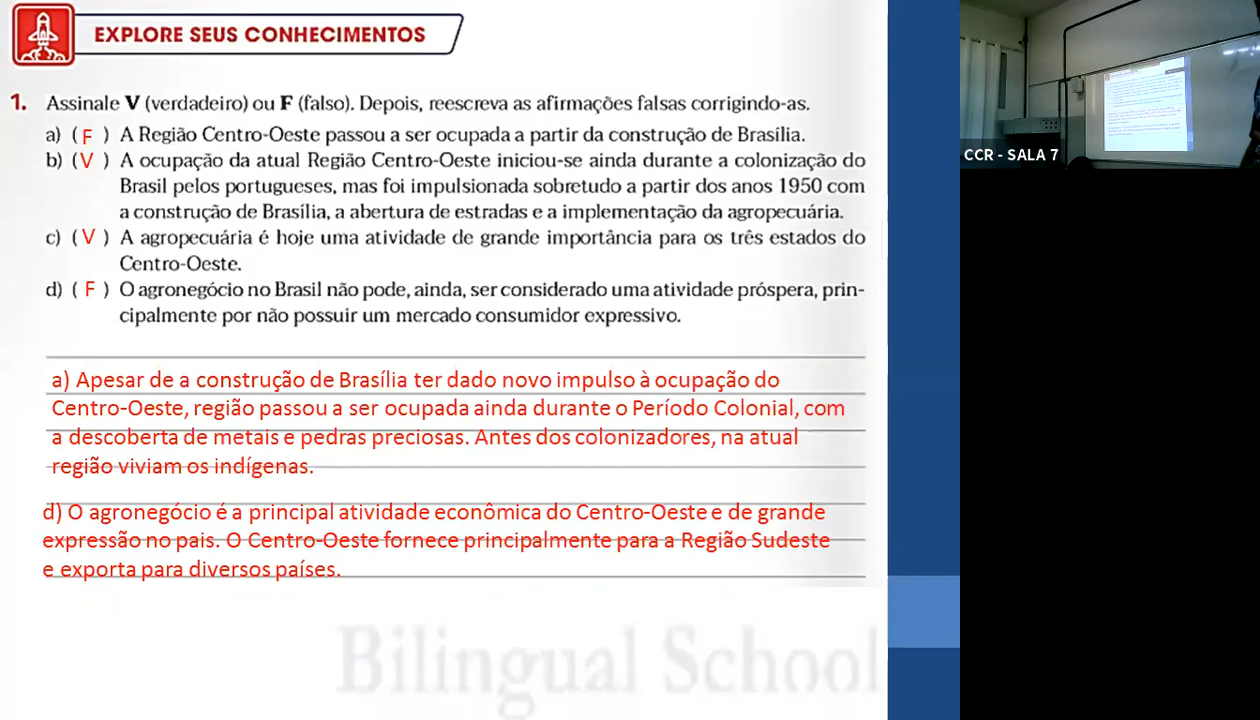 EXPLORE SEUS CONHECIMENTOS
1. Assinale V (verdadeiro) ou F (falso). Depois, reescreva as afirmações falsas corrigindo-as.
a) ( F ) A Região Centro-Oeste passou a ser ocupada a partir da construção de Brasília.
b) ( V ) A ocupação da atual Região Centro-Oeste iniciou-se ainda durante a colonização do
Brasil pelos portugueses, mas foi impulsionada sobretudo a partir dos anos 1950 com
a construção de Brasília, a abertura de estradas e a implementação da agropecuária.
c) ( V ) A agropecuária é hoje uma atividade de grande importância para os três estados do
Centro-Oeste.
d) ( F ) O agronegócio no Brasil não pode, ainda, ser considerado uma atividade próspera, prin-
cipalmente por não possuir um mercado consumidor expressivo.
a) Apesar de a construção de Brasília ter dado novo impulso à ocupação do
Centro-Oeste, região passou a ser ocupada ainda durante o Período Colonial, com
a descoberta de metais e pedras preciosas. Antes dos colonizadores, na atual
região viviam os indígenas.
d) O agronegócio é a principal atividade econômica do Centro-Oeste e de grande
expressão no pais. O Centro-Oeste fornece principalmente para a Região Sudeste
e exporta para diversos países.
Bilingual School
CCR - SALA 7